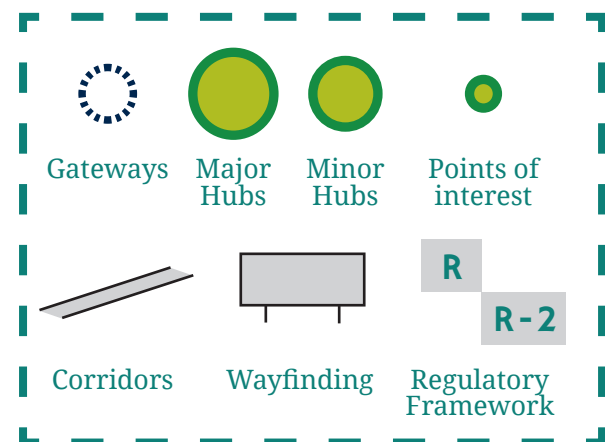 Gateways
Major
Hubs
Minor
Hubs
Points of
interest
R
R-2
Corridors
Wayfinding
Regulatory
Framework